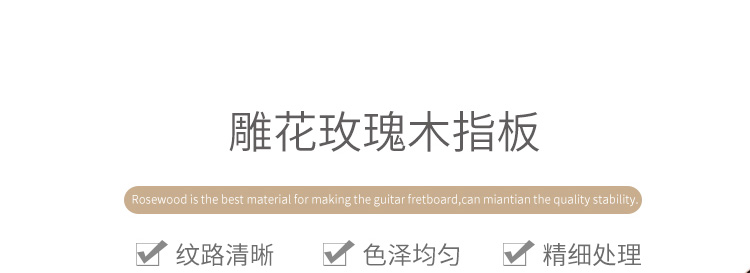 雕花玫瑰木指板
Rosewood is the best material for making the guitar fretboard,can miantian the quality stability.
纹路清晰 色泽均匀 精细处理